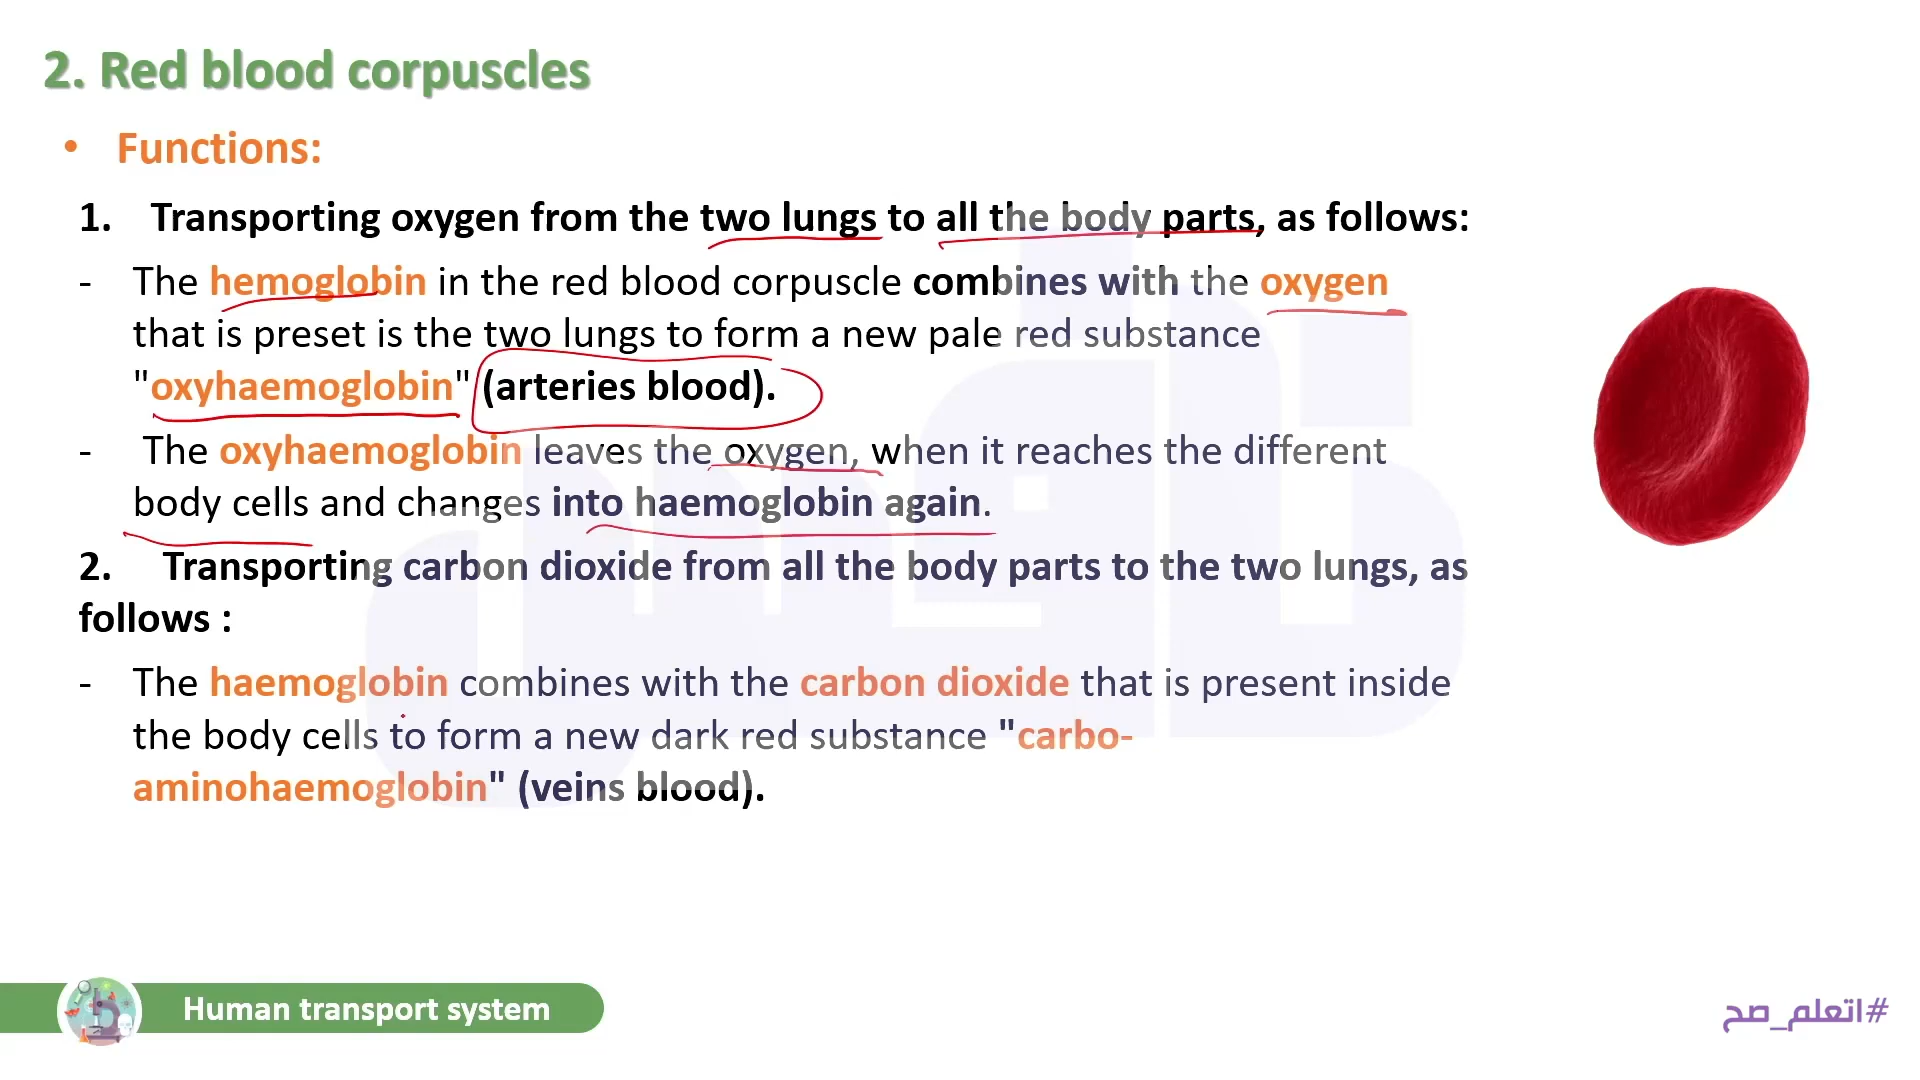 2. Red blood corpuscles
• Functions:
1. Transporting oxygen from the two lungs to all the body parts, as follows:
- The hemoglobin in the red blood corpuscle combines with the oxygen
that is preset is the two lungs to form a new pale red substance
"oxyhaemoglobin" (arteries blood).
- The oxyhaemoglobin leaves the oxygen, when it reaches the different
body cells and changes into haemoglobin again.
2. Transporting carbon dioxide from all the body parts to the two lungs, as
follows :
- The haemoglobin combines with the carbon dioxide that is present inside
the body cells to form a new dark red substance "carbo-
aminohaemoglobin" (veins blood).
Human transport system
#اتعلم_صح